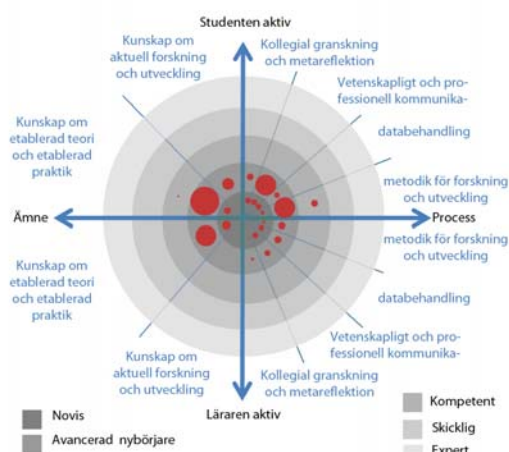 Studenten aktiv
Kunskap om
aktuell forskning
och utveckling
Kollegial granskning
och metareflektion
Vetenskapligt och pro-
fessionell kommunika-
Kunskap om
etablerad teori
och etablerad
praktik
databehandling
metodik för forskning
och utveckling
Ämne
Process
metodik för forskning
och utveckling
Kunskap om
etablerad teori
och etablerad
praktik
databehandling
Vetenskapligt och pro-
fessionell kommunika-
Kunskap om
aktuell forskning
och utveckling
Kollegial granskning
och metareflektion
Läraren aktiv
Novis
Avancerad nybörjare
Kompetent
Skicklig
Expert